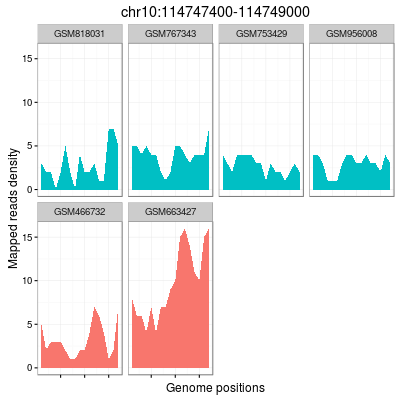 chr10:114747400-114749000
GSM818031 GSM767343 GSM753429 GSM956008
15
10
5
0
Mapped reads density
GSM466732 GSM663427
15
10
5
0
Genome positions